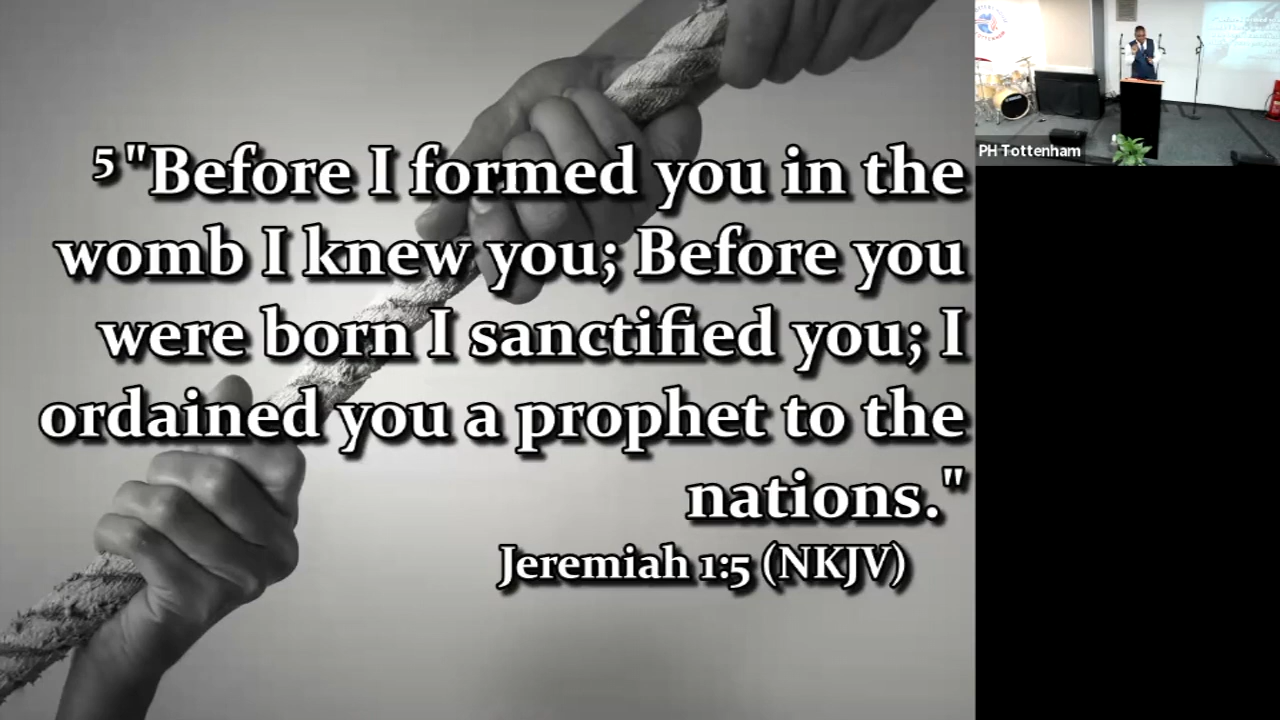 5 "Before I formed you in the
womb I knew you; Before you
were born I sanctified you; I
ordained you a prophet to the
nations."
Jeremiah 1:5 (NKJV)
PH Tottenham